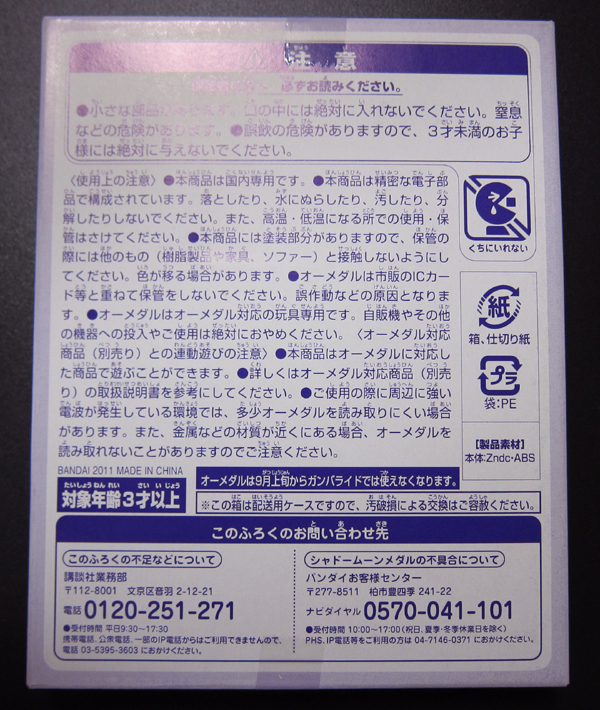 注意
必ずお読みください。
●小さな部品があります。口の中には絶対に入れないでください。窒息
などの危険があります。●誤飲の危険がありますので、3才未満のお子
様には絶対に与えないでください。
〈使用上の注意〉●本商品は国内専用です。●本商品は精密な電子部
品で構成されています。落としたり、水にぬらしたり、汚したり、分
解したりしないでください。また、高温・低温になる所での使用・保
管はさけてください。●本商品には塗装部分がありますので、保管の
際には他のもの(樹脂製品や家具、ソファー)と接触しないようにし
てください。色が移る場合があります。●オーメダルは市販のICカー
ド等と重ねて保管をしないでください。誤作動などの原因となりま
す。●オーメダルはオーメダル対応の玩具専用です。自販機やその他
の機器への投入やご使用は絶対におやめください。〈オーメダル対応
商品(別売り)との連動遊びの注意〉●本商品はオーメダルに対応し
た商品で遊ぶことができます。●詳しくはオーメダル対応商品(別売
り)の取扱説明書を参考にしてください。●ご使用の際に周辺に強い
電波が発生している環境では、多少オーメダルを読み取りにくい場合
があります。また、金属などの材質が近くにある場合、オーメダルを
読み取れないことがありますのでご注意ください。
くちにいれない
紙
箱、仕切り紙
プラ
袋:PE
【製品素材】
本体:Zndc・ABS
BANDAI 2011 MADE IN CHINA
対象年齢3才以上
オーメダルは9月上旬からガンバライドでは使えなくなります。
※この箱は配送用ケースですので、汚破損による交換はご容赦ください。
このふろくのお問い合わせ先
このふろくの不足などについて
講談社業務部
〒112-8001 文京区音羽 2-12-21
電話 0120-251-271
●受付時間 平日9:30~17:30
携帯電話、公衆電話、一部のIP電話からはご利用できませんので、
電話 03-5395-3603 におかけください。
シャドームーンメダルの不具合について
バンダイお客様センター
〒277-8511 柏市豊四季 241-22
ナビダイヤル 0570-041-101
●受付時間 10:00~17:00(祝日、夏季・冬季休業日を除く)
PHS、IP電話等をご利用の方は 04-7146-0371 におかけください。